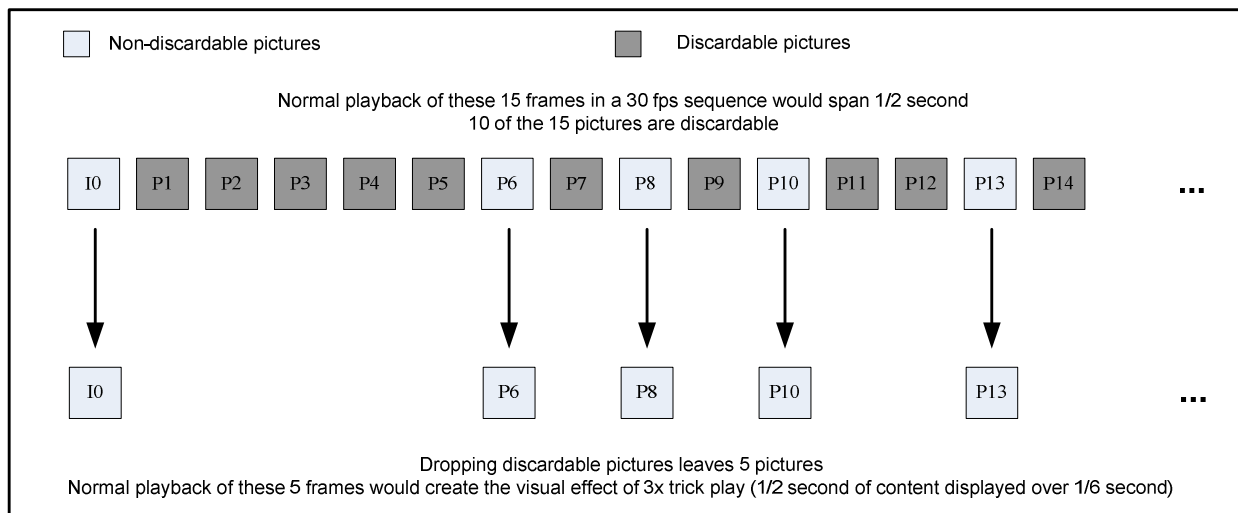 Non-discardable pictures
Discardable pictures
Normal playback of these 15 frames in a 30 fps sequence would span 1/2 second
10 of the 15 pictures are discardable
I0 P1 P2 P3 P4 P5 P6 P7 P8 P9 P10 P11 P12 P13 P14 ...
I0 P6 P8 P10 P13 ...
Dropping discardable pictures leaves 5 pictures
Normal playback of these 5 frames would create the visual effect of 3x trick play (1/2 second of content displayed over 1/6 second)